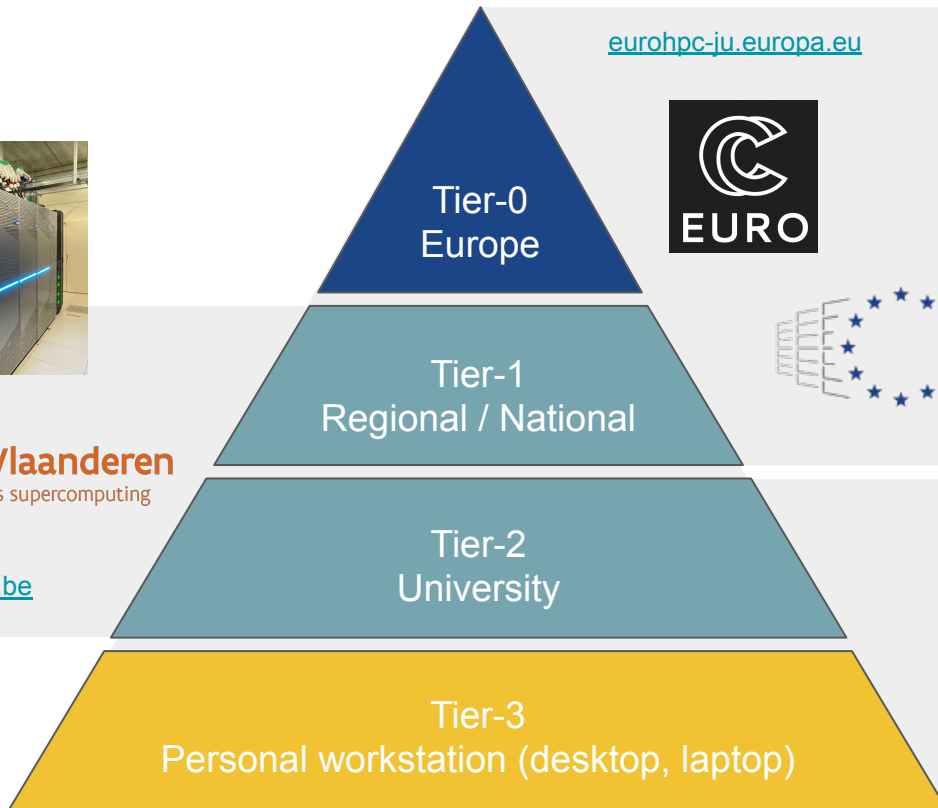 eurohpc-ju.europa.eu
EURO
Tier-0
Europe
Tier-1
Regional / National
Vlaanderen
s supercomputing
Tier-2
University
.be
Tier-3
Personal workstation (desktop, laptop)